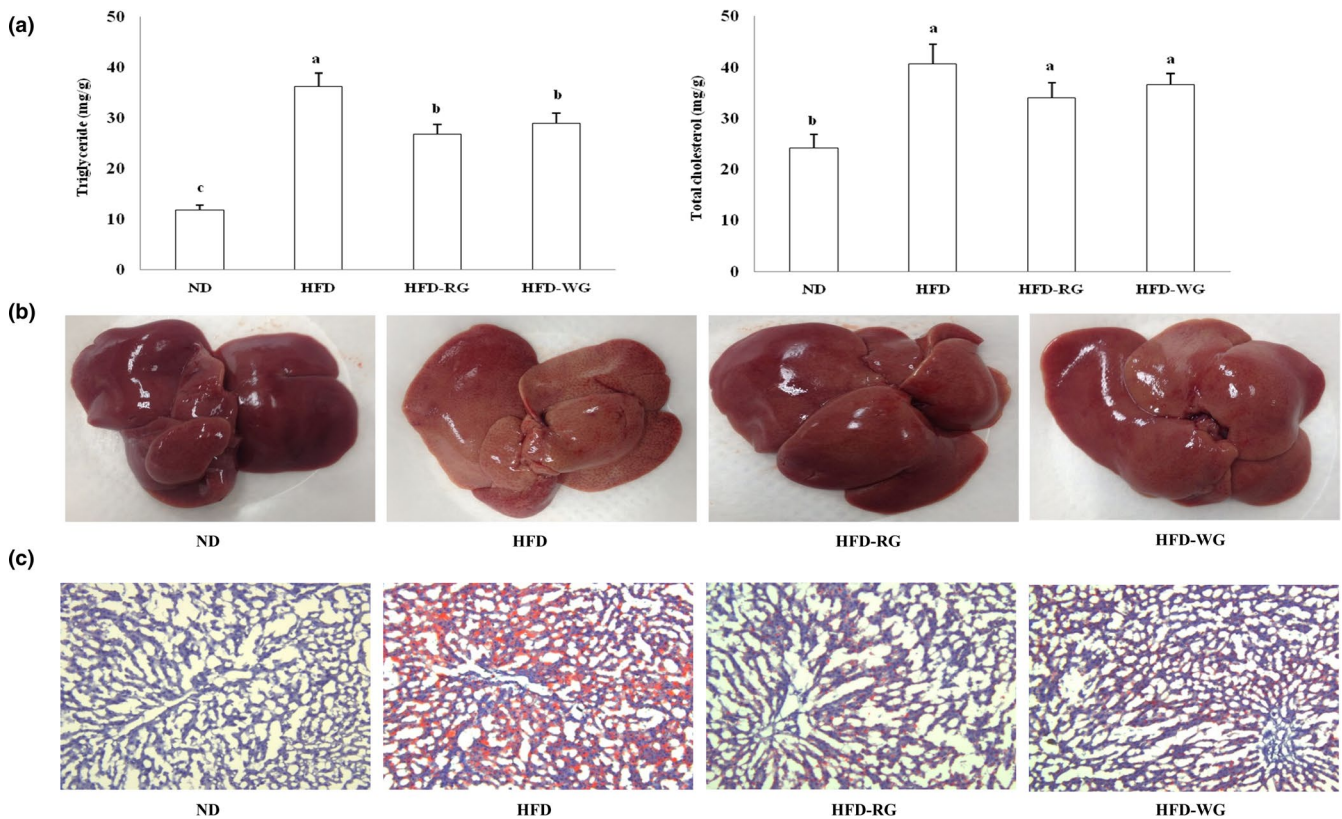 (a)
50
40
30
20
10
0
Triglyceride (mg/g)
c
a
b
b
ND
HFD
HFD-RG
HFD-WG
50
40
30
20
10
0
Total cholesterol (mg/g)
b
a
a
a
ND
HFD
HFD-RG
HFD-WG
(b)
ND
HFD
HFD-RG
HFD-WG
(c)
ND
HFD
HFD-RG
HFD-WG